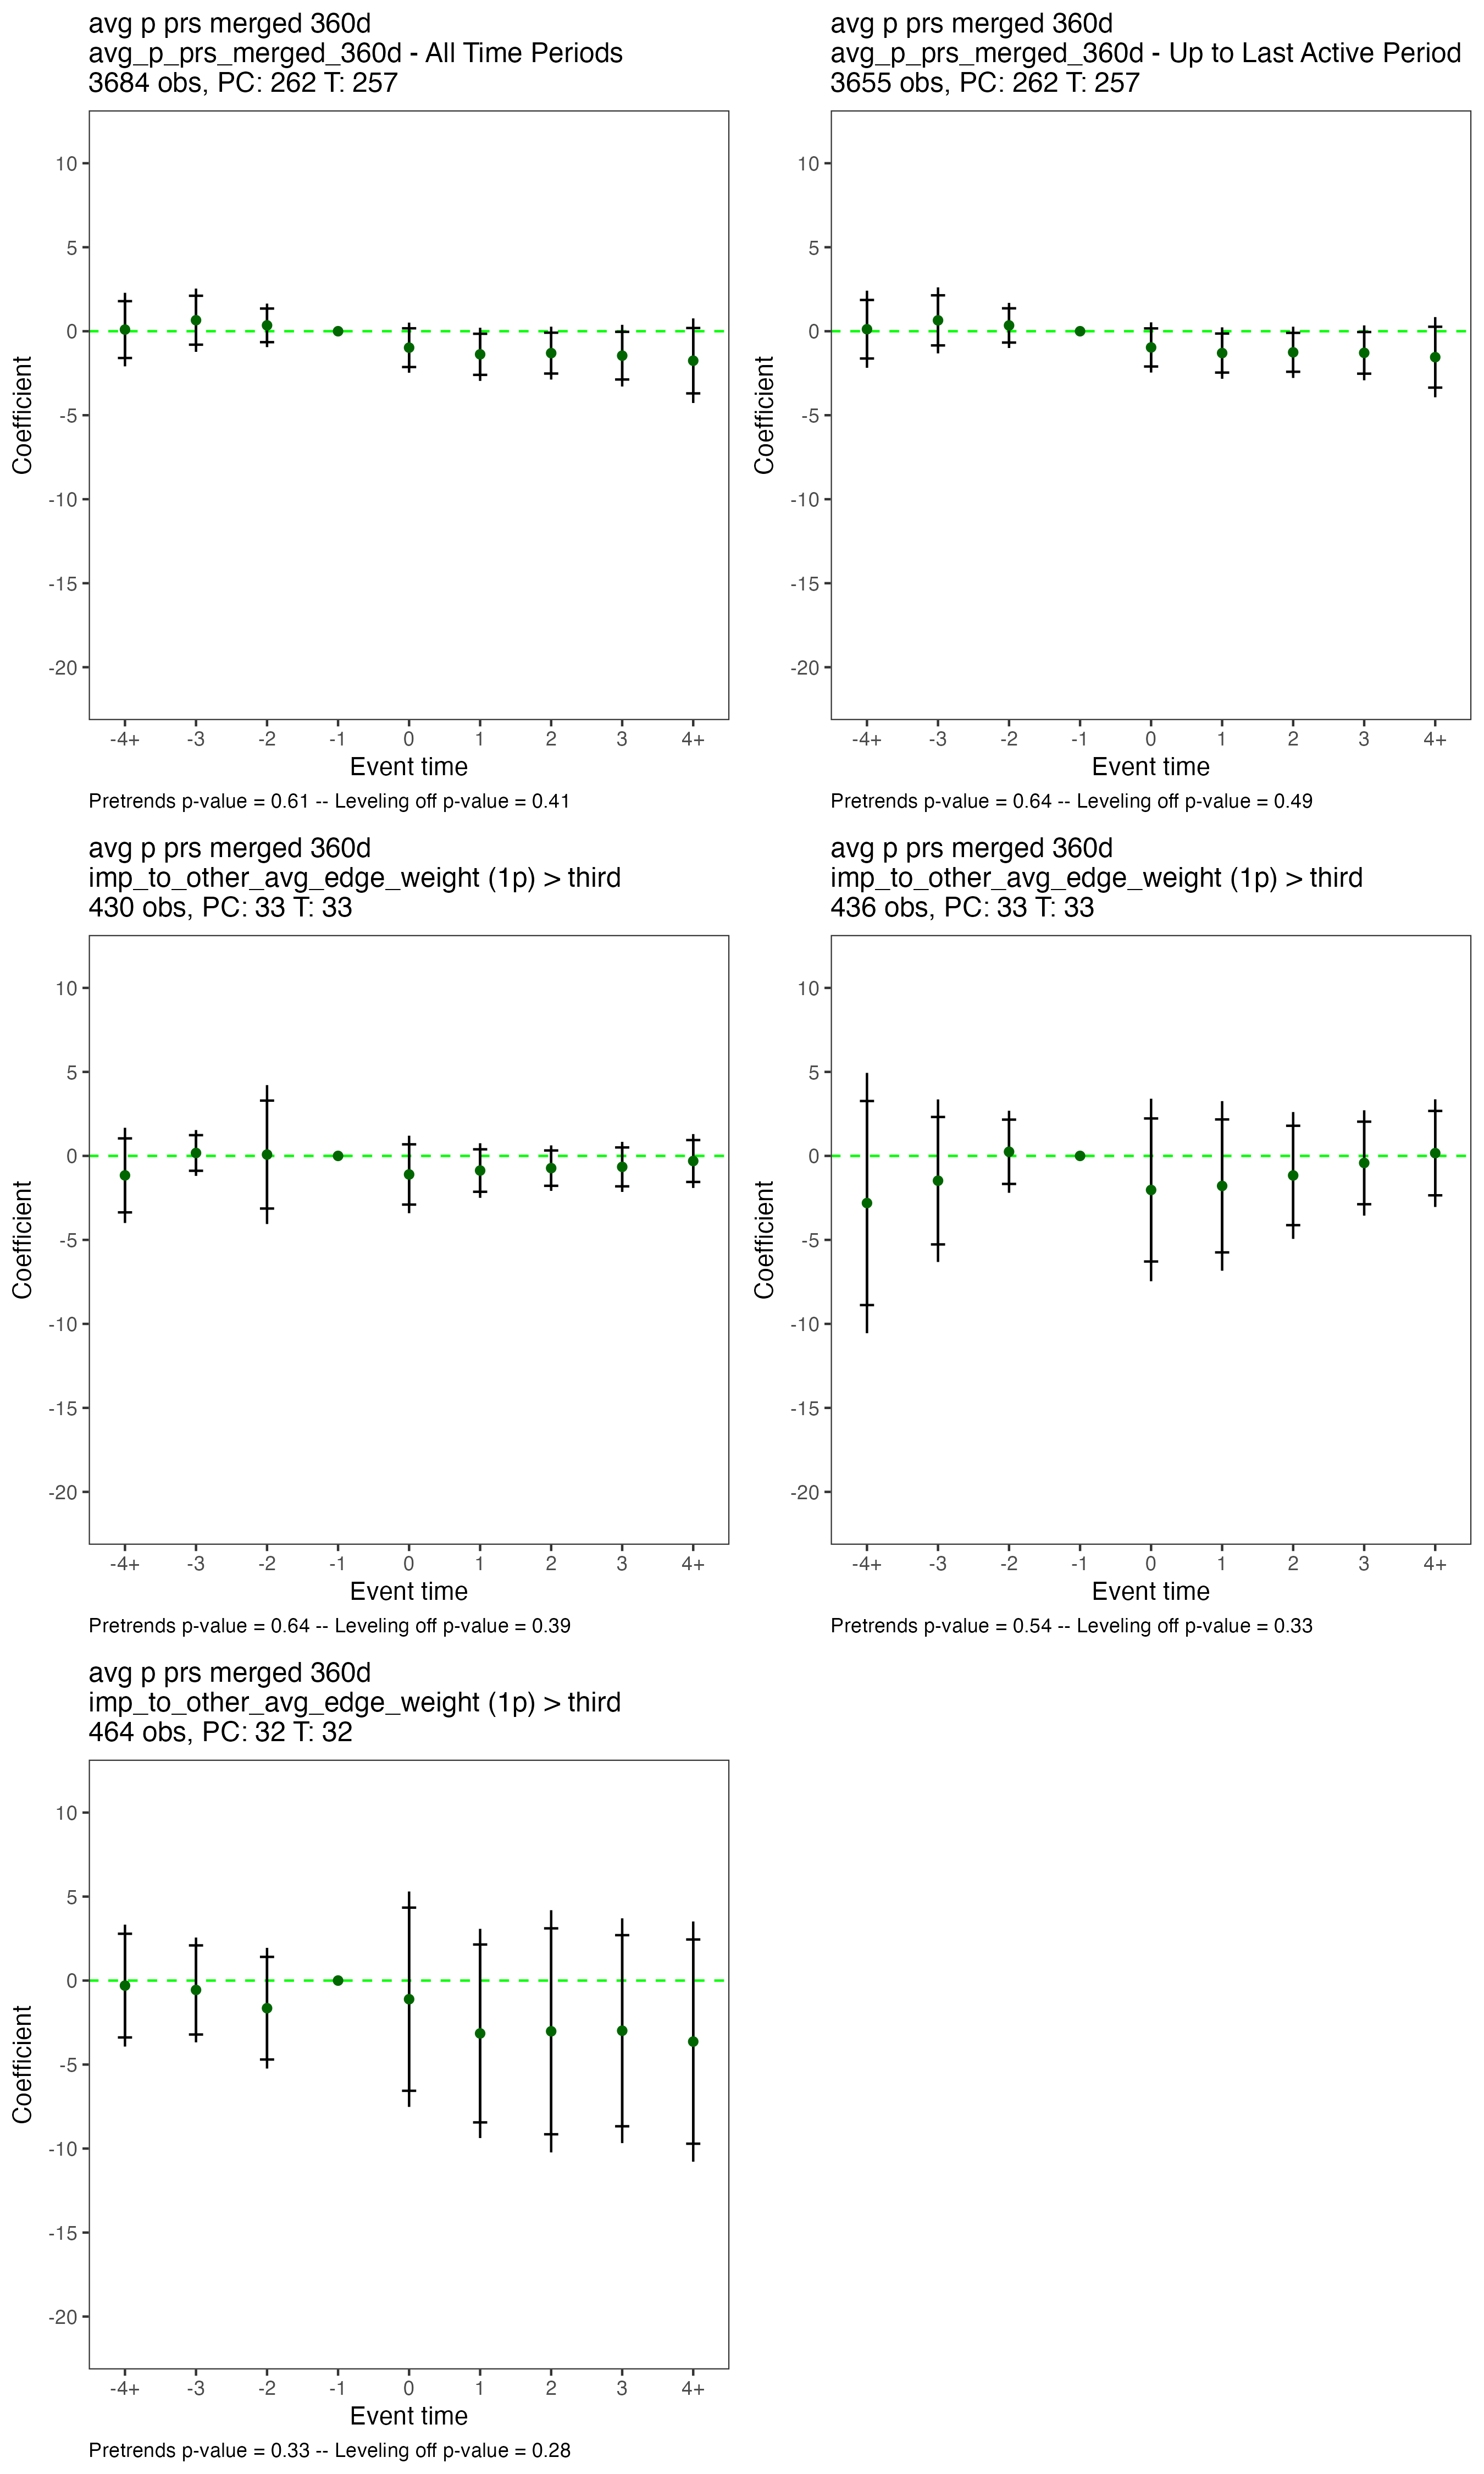 avg p prs merged 360d
avg_p_prs_merged_360d - All Time Periods
3684 obs, PC: 262 T: 257
Coefficient
10
5
0
-5
-10
-15
-20
-4+ -3 -2 -1 0 1 2 3 4+
Event time
Pretrends p-value = 0.61 -- Leveling off p-value = 0.41
avg p prs merged 360d
avg_p_prs_merged_360d - Up to Last Active Period
3655 obs, PC: 262 T: 257
Coefficient
10
5
0
-5
-10
-15
-20
-4+ -3 -2 -1 0 1 2 3 4+
Event time
Pretrends p-value = 0.64 -- Leveling off p-value = 0.49
avg p prs merged 360d
imp_to_other_avg_edge_weight (1p) > third
430 obs, PC: 33 T: 33
Coefficient
10
5
0
-5
-10
-15
-20
-4+ -3 -2 -1 0 1 2 3 4+
Event time
Pretrends p-value = 0.64 -- Leveling off p-value = 0.39
avg p prs merged 360d
imp_to_other_avg_edge_weight (1p) > third
436 obs, PC: 33 T: 33
Coefficient
10
5
0
-5
-10
-15
-20
-4+ -3 -2 -1 0 1 2 3 4+
Event time
Pretrends p-value = 0.54 -- Leveling off p-value = 0.33
avg p prs merged 360d
imp_to_other_avg_edge_weight (1p) > third
464 obs, PC: 32 T: 32
Coefficient
10
5
0
-5
-10
-15
-20
-4+ -3 -2 -1 0 1 2 3 4+
Event time
Pretrends p-value = 0.33 -- Leveling off p-value = 0.28